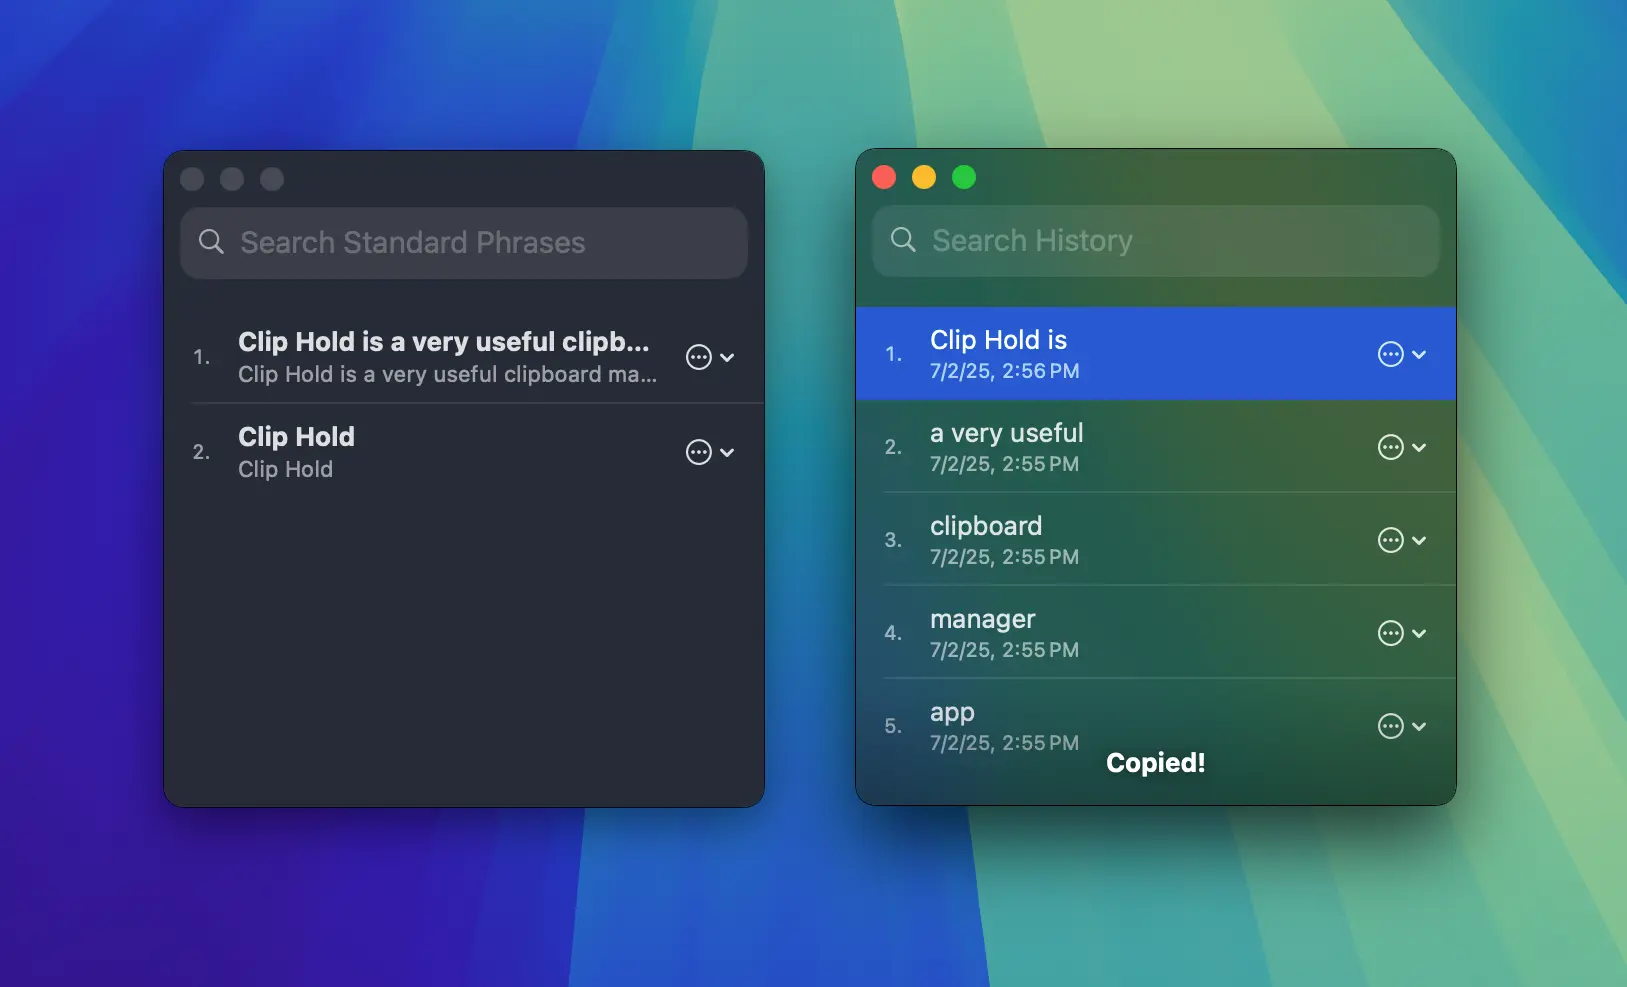 Search Standard Phrases
1.
Clip Hold is a very useful clipb...
Clip Hold is a very useful clipboard ma...
2.
Clip Hold
Clip Hold
Search History
1.
Clip Hold is
7/2/25, 2:56 PM
2.
a very useful
7/2/25, 2:55 PM
3.
clipboard
7/2/25, 2:55 PM
4.
manager
7/2/25, 2:55 PM
5.
app
7/2/25, 2:55 PM
Copied!